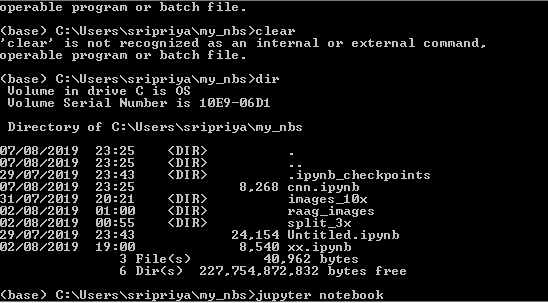 operable program or batch file.
(base) C:\Users\sripriya\my_nbs>clear
'clear' is not recognized as an internal or external command,
operable program or batch file.
(base) C:\Users\sripriya\my_nbs>dir
Volume in drive C is OS
Volume Serial Number is 10E9-06D1
Directory of C:\Users\sripriya\my_nbs
07/08/2019 23:25 <DIR> .
07/08/2019 23:25 <DIR> ..
29/07/2019 23:43 <DIR> .ipynb_checkpoints
07/08/2019 23:25 8,268 cnn.ipynb
31/07/2019 20:21 <DIR> images_10x
02/08/2019 01:00 <DIR> raag_images
02/08/2019 00:55 <DIR> split_3x
29/07/2019 23:43 24,154 Untitled.ipynb
02/08/2019 19:00 8,540 xx.ipynb
3 File(s) 40,962 bytes
6 Dir(s) 227,754,872,832 bytes free
(base) C:\Users\sripriya\my_nbs>jupyter notebook